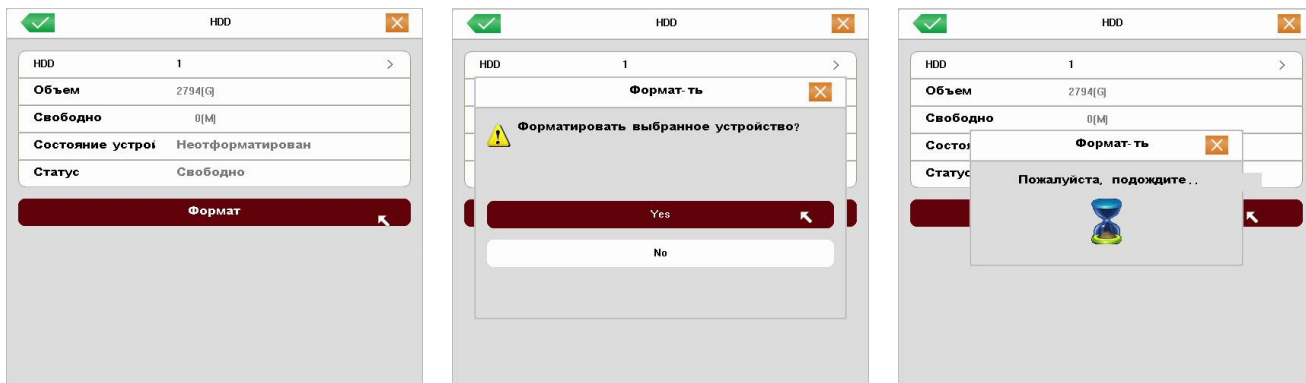 HDD
HDD 1 >
Объем 2794[G]
Свободно 0[M]
Состояние устрой Неотформатирован
Статус Свободно
Формат
HDD
HDD 1 >
Формат-ть
Форматировать выбранное устройство?
Yes
No
HDD
HDD 1 >
Объем 2794[G]
Свободно 0[M]
Состоя
Формат-ть
Статус
Пожалуйста, подождите..